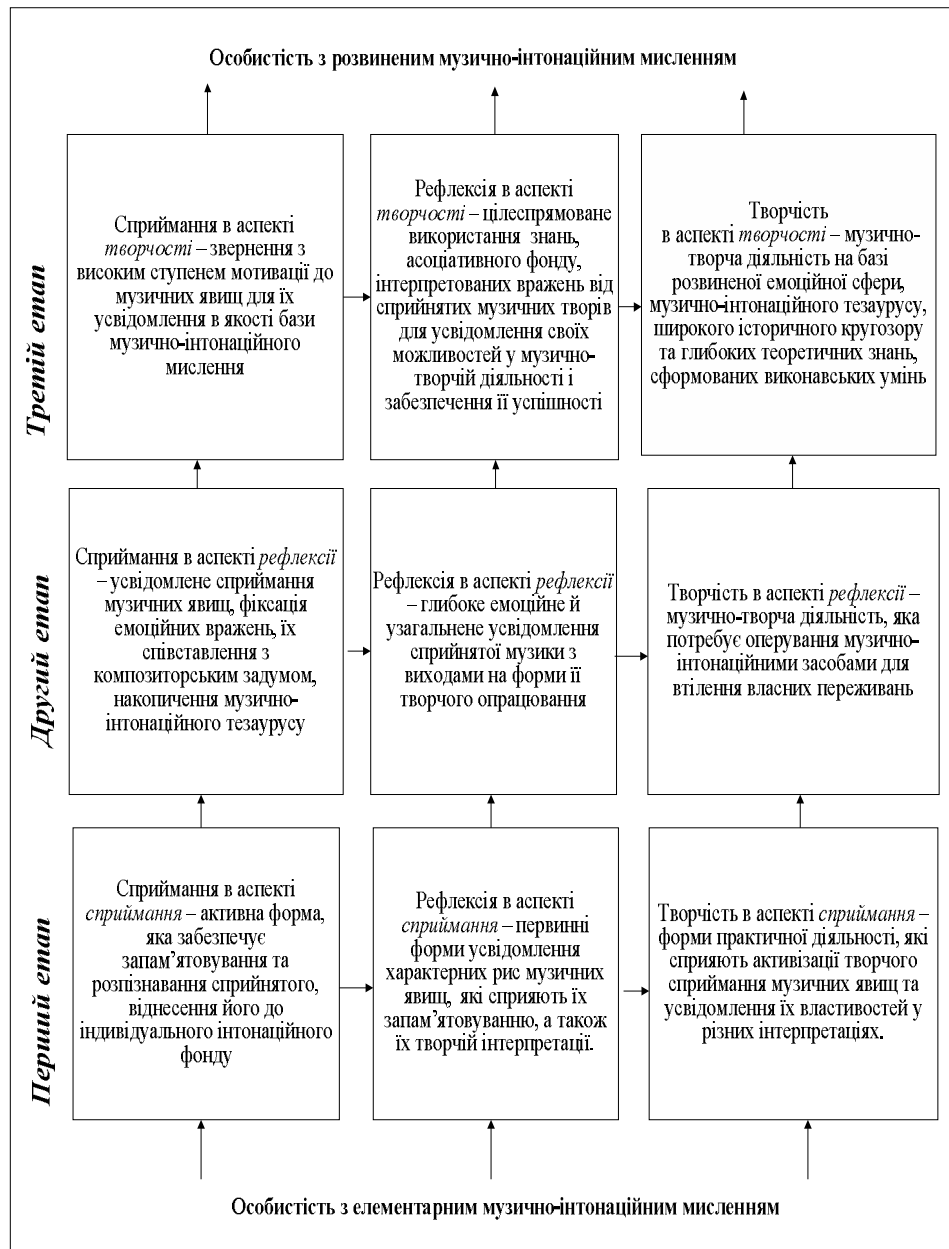 Особистість з розвиненим музично-інтонаційним мисленням
Третій етап
Сприймання в аспекті
творчості – звернення з
високим ступенем мотивації до
музичних явищ для їх
усвідомлення в якості бази
музично-інтонаційного
мислення
Рефлексія в аспекті
творчості – цілеспрямоване
використання знань,
асоціативного фонду,
інтерпретованих вражень від
сприйнятих музичних творів
для усвідомлення своїх
можливостей у музично-
творчій діяльності і
забезпечення її успішності
Творчість
в аспекті творчості – музично-
творча діяльність на базі
розвиненої емоційної сфери,
музично-інтонаційного тезаурусу,
широкого історичного кругозору
та глибоких теоретичних знань,
сформованих виконавських умінь
Другий етап
Сприймання в аспекті рефлексії
– усвідомлене сприймання
музичних явищ, фіксація
емоційних вражень, їх
співставлення з
композиторським задумом,
накопичення музично-
інтонаційного тезаурусу
Рефлексія в аспекті рефлексії
– глибоке емоційне й
узагальнене усвідомлення
сприйнятої музики з
виходами на форми її
творчого опрацювання
Творчість в аспекті рефлексії –
музично-творча діяльність, яка
потребує оперування музично-
інтонаційними засобами для
втілення власних переживань
Перший етап
Сприймання в аспекті
сприймання – активна форма,
яка забезпечує
запам’ятовування та
розпізнавання сприйнятого,
віднесення його до
індивідуального інтонаційного
фонду
Рефлексія в аспекті
сприймання – первинні
форми усвідомлення
характерних рис музичних
явищ, які сприяють їх
запам’ятовуванню, а також
їх творчій інтерпретації.
Творчість в аспекті сприймання –
форми практичної діяльності, які
сприяють активізації творчого
сприймання музичних явищ та
усвідомлення їх властивостей у
різних інтерпретаціях.
Особистість з елементарним музично-інтонаційним мисленням